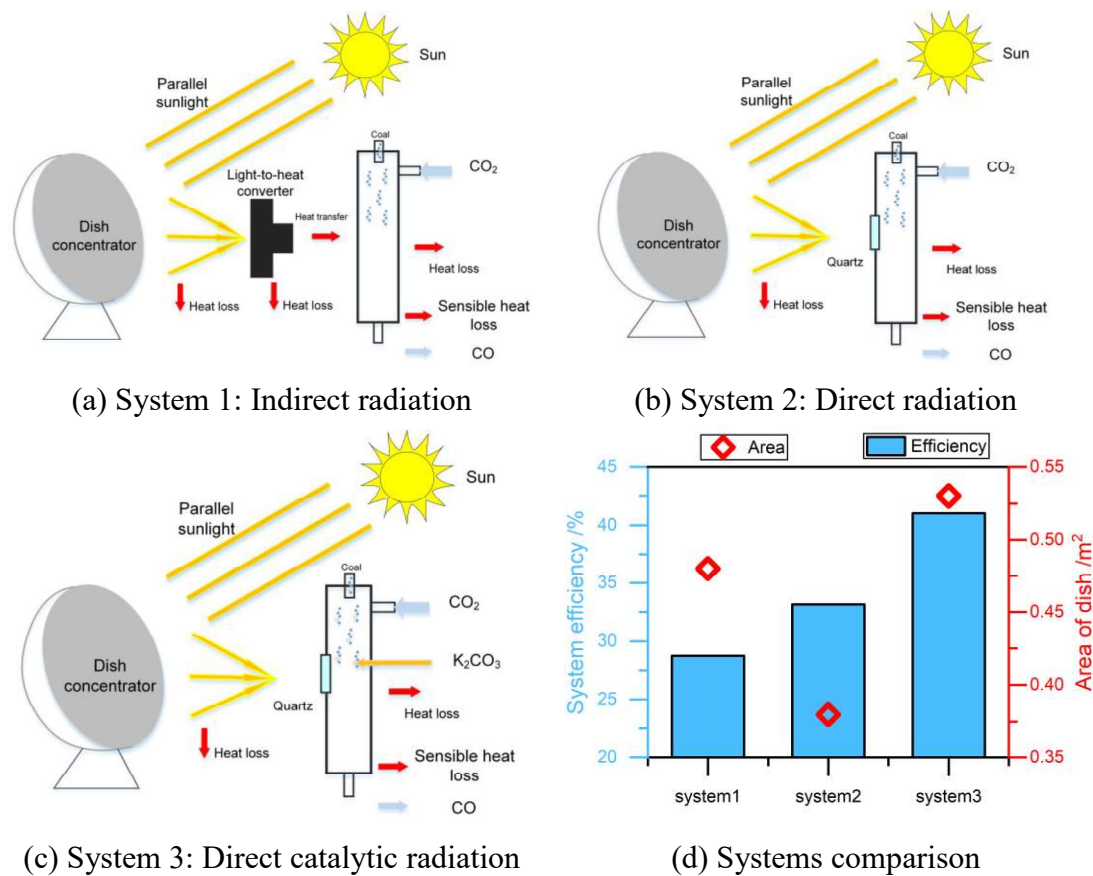 Sun
Parallel
sunlight
Coal
CO₂
Light-to-heat
converter
Heat transfer
Dish
concentrator
Heat loss
Heat loss
Heat loss
Sensible heat
loss
CO
(a) System 1: Indirect radiation
Sun
Parallel
sunlight
Coal
CO₂
Dish
concentrator
Quartz
Heat loss
Heat loss
Sensible heat
loss
CO
(b) System 2: Direct radiation
Sun
Parallel
sunlight
Coal
CO₂
K₂CO₃
Dish
concentrator
Quartz
Heat loss
Heat loss
Sensible heat
loss
CO
(c) System 3: Direct catalytic radiation
Area
Efficiency
45
40
35
30
25
20
System efficiency /%
0.55
0.50
0.45
0.40
0.35
Area of dish /m²
system1
system2
system3
(d) Systems comparison